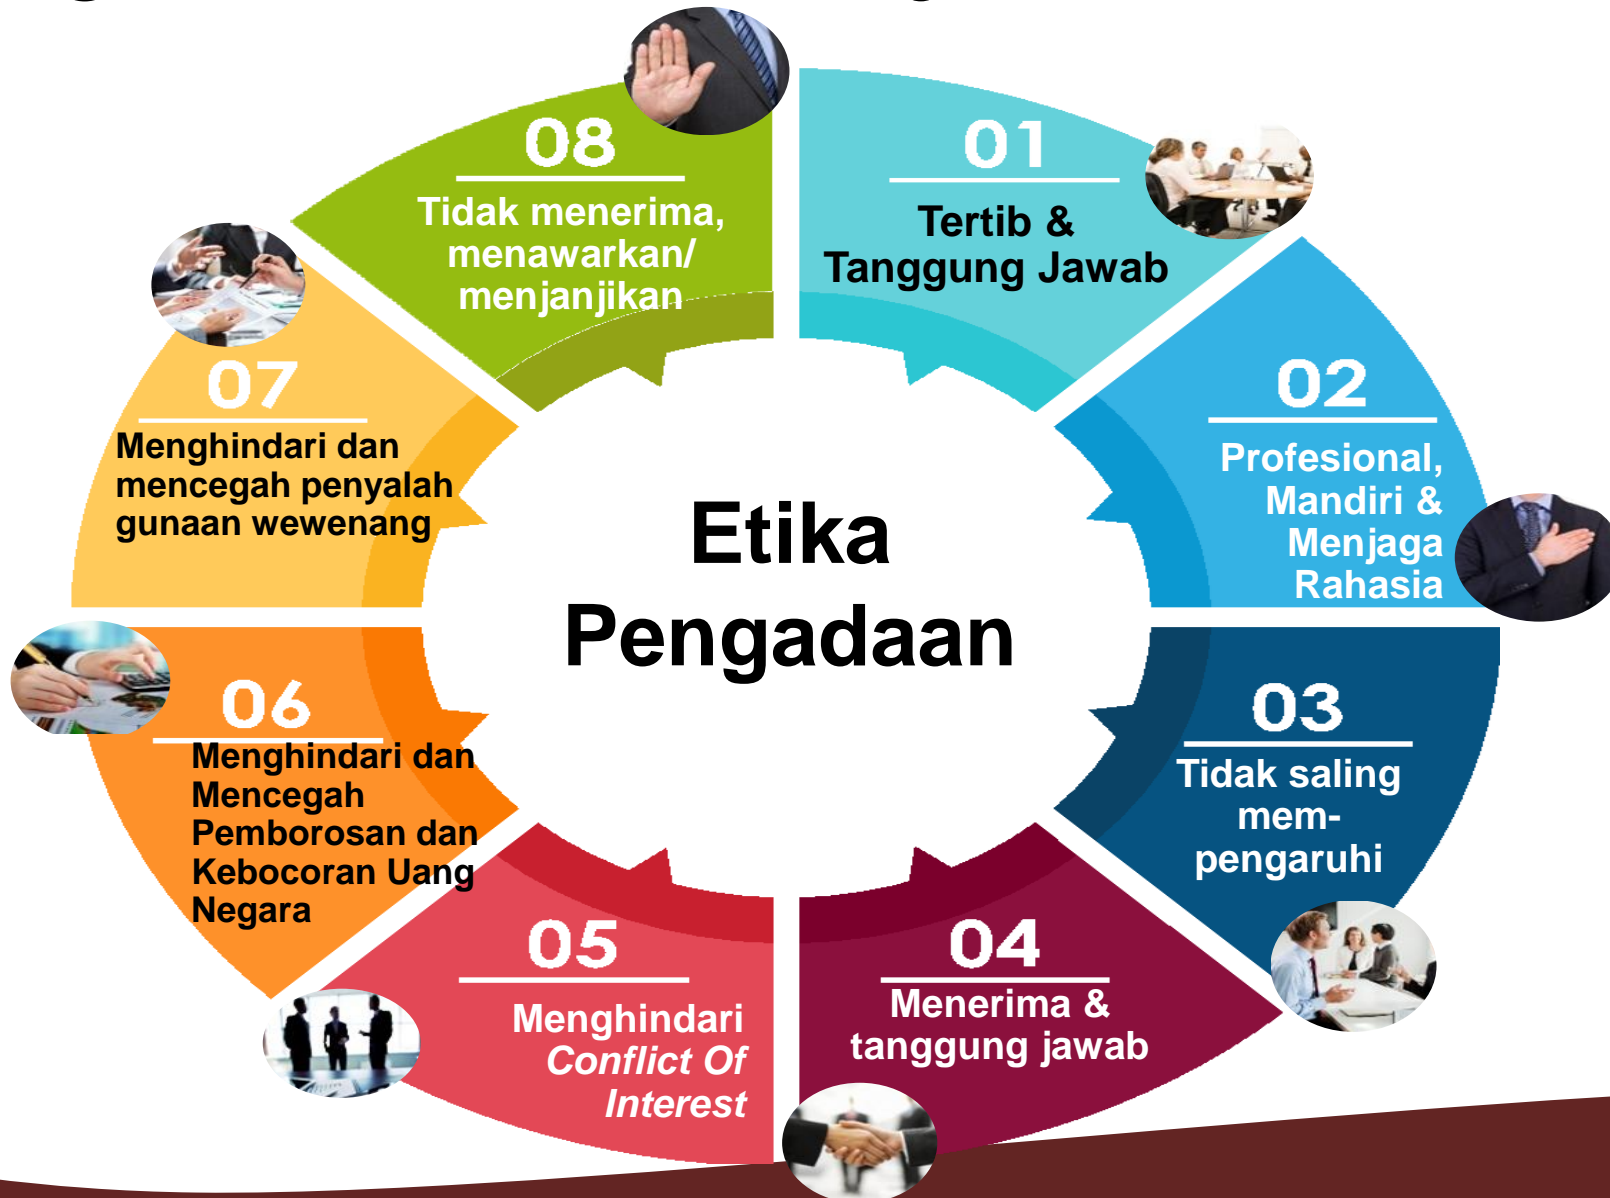 Etika
Pengadaan
01
Tertib &
Tanggung Jawab
02
Profesional,
Mandiri &
Menjaga
Rahasia
03
Tidak saling
mem-
pengaruhi
04
Menerima &
tanggung jawab
05
Menghindari
Conflict Of
Interest
06
Menghindari dan
Mencegah
Pemborosan dan
Kebocoran Uang
Negara
07
Menghindari dan
mencegah penyalah
gunaan wewenang
08
Tidak menerima,
menawarkan/
menjanjikan